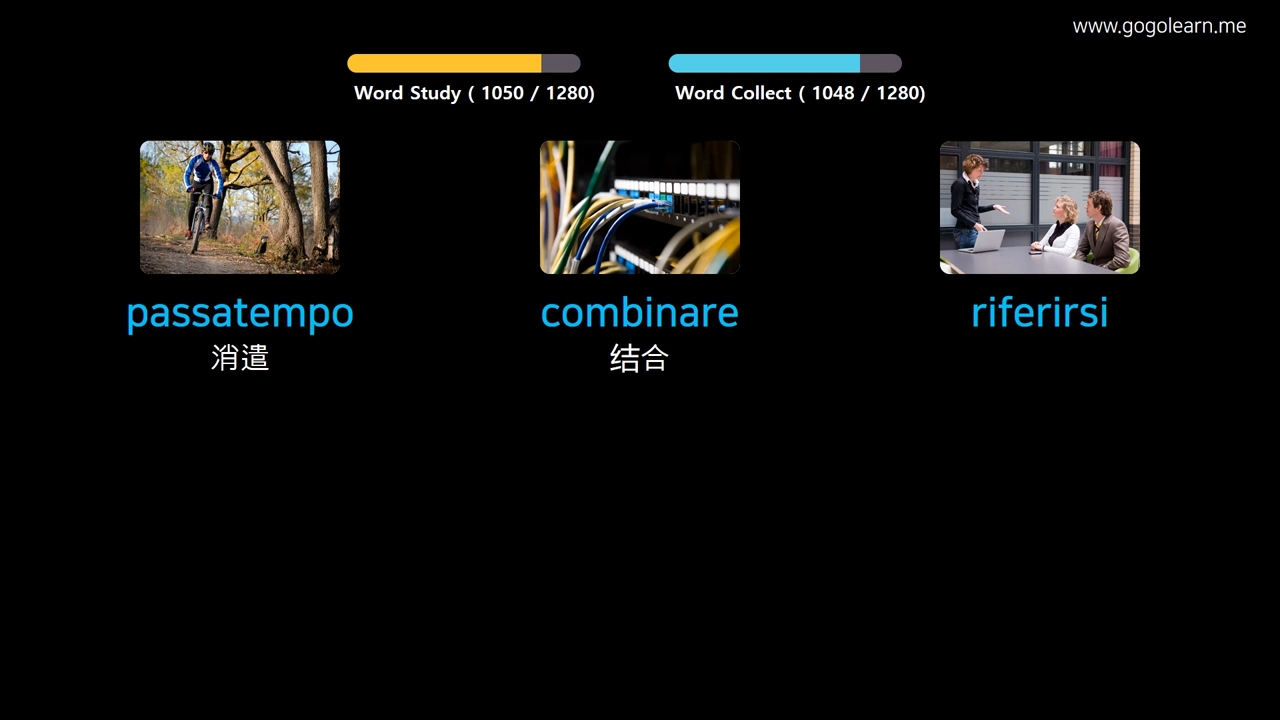 www.gogolearn.me
Word Study ( 1050 / 1280)
Word Collect ( 1048 / 1280)
passatempo
消遣
combinare
结合
riferirsi